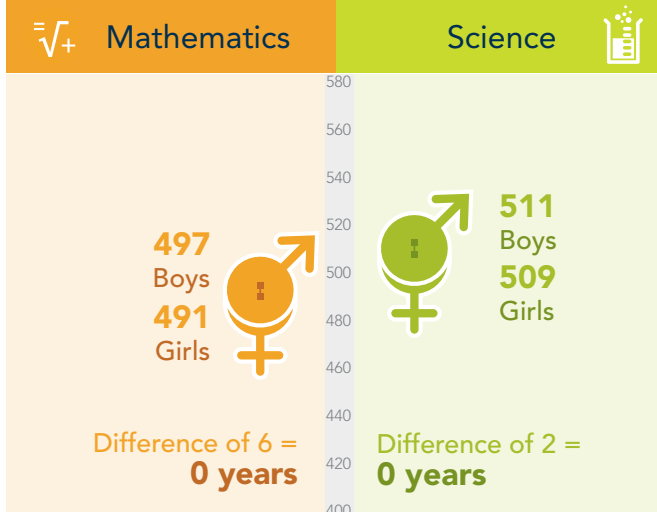 Mathematics
Science
580
560
540
520
500
480
460
440
420
400
497
Boys
491
Girls
511
Boys
509
Girls
Difference of 6 =
0 years
Difference of 2 =
0 years